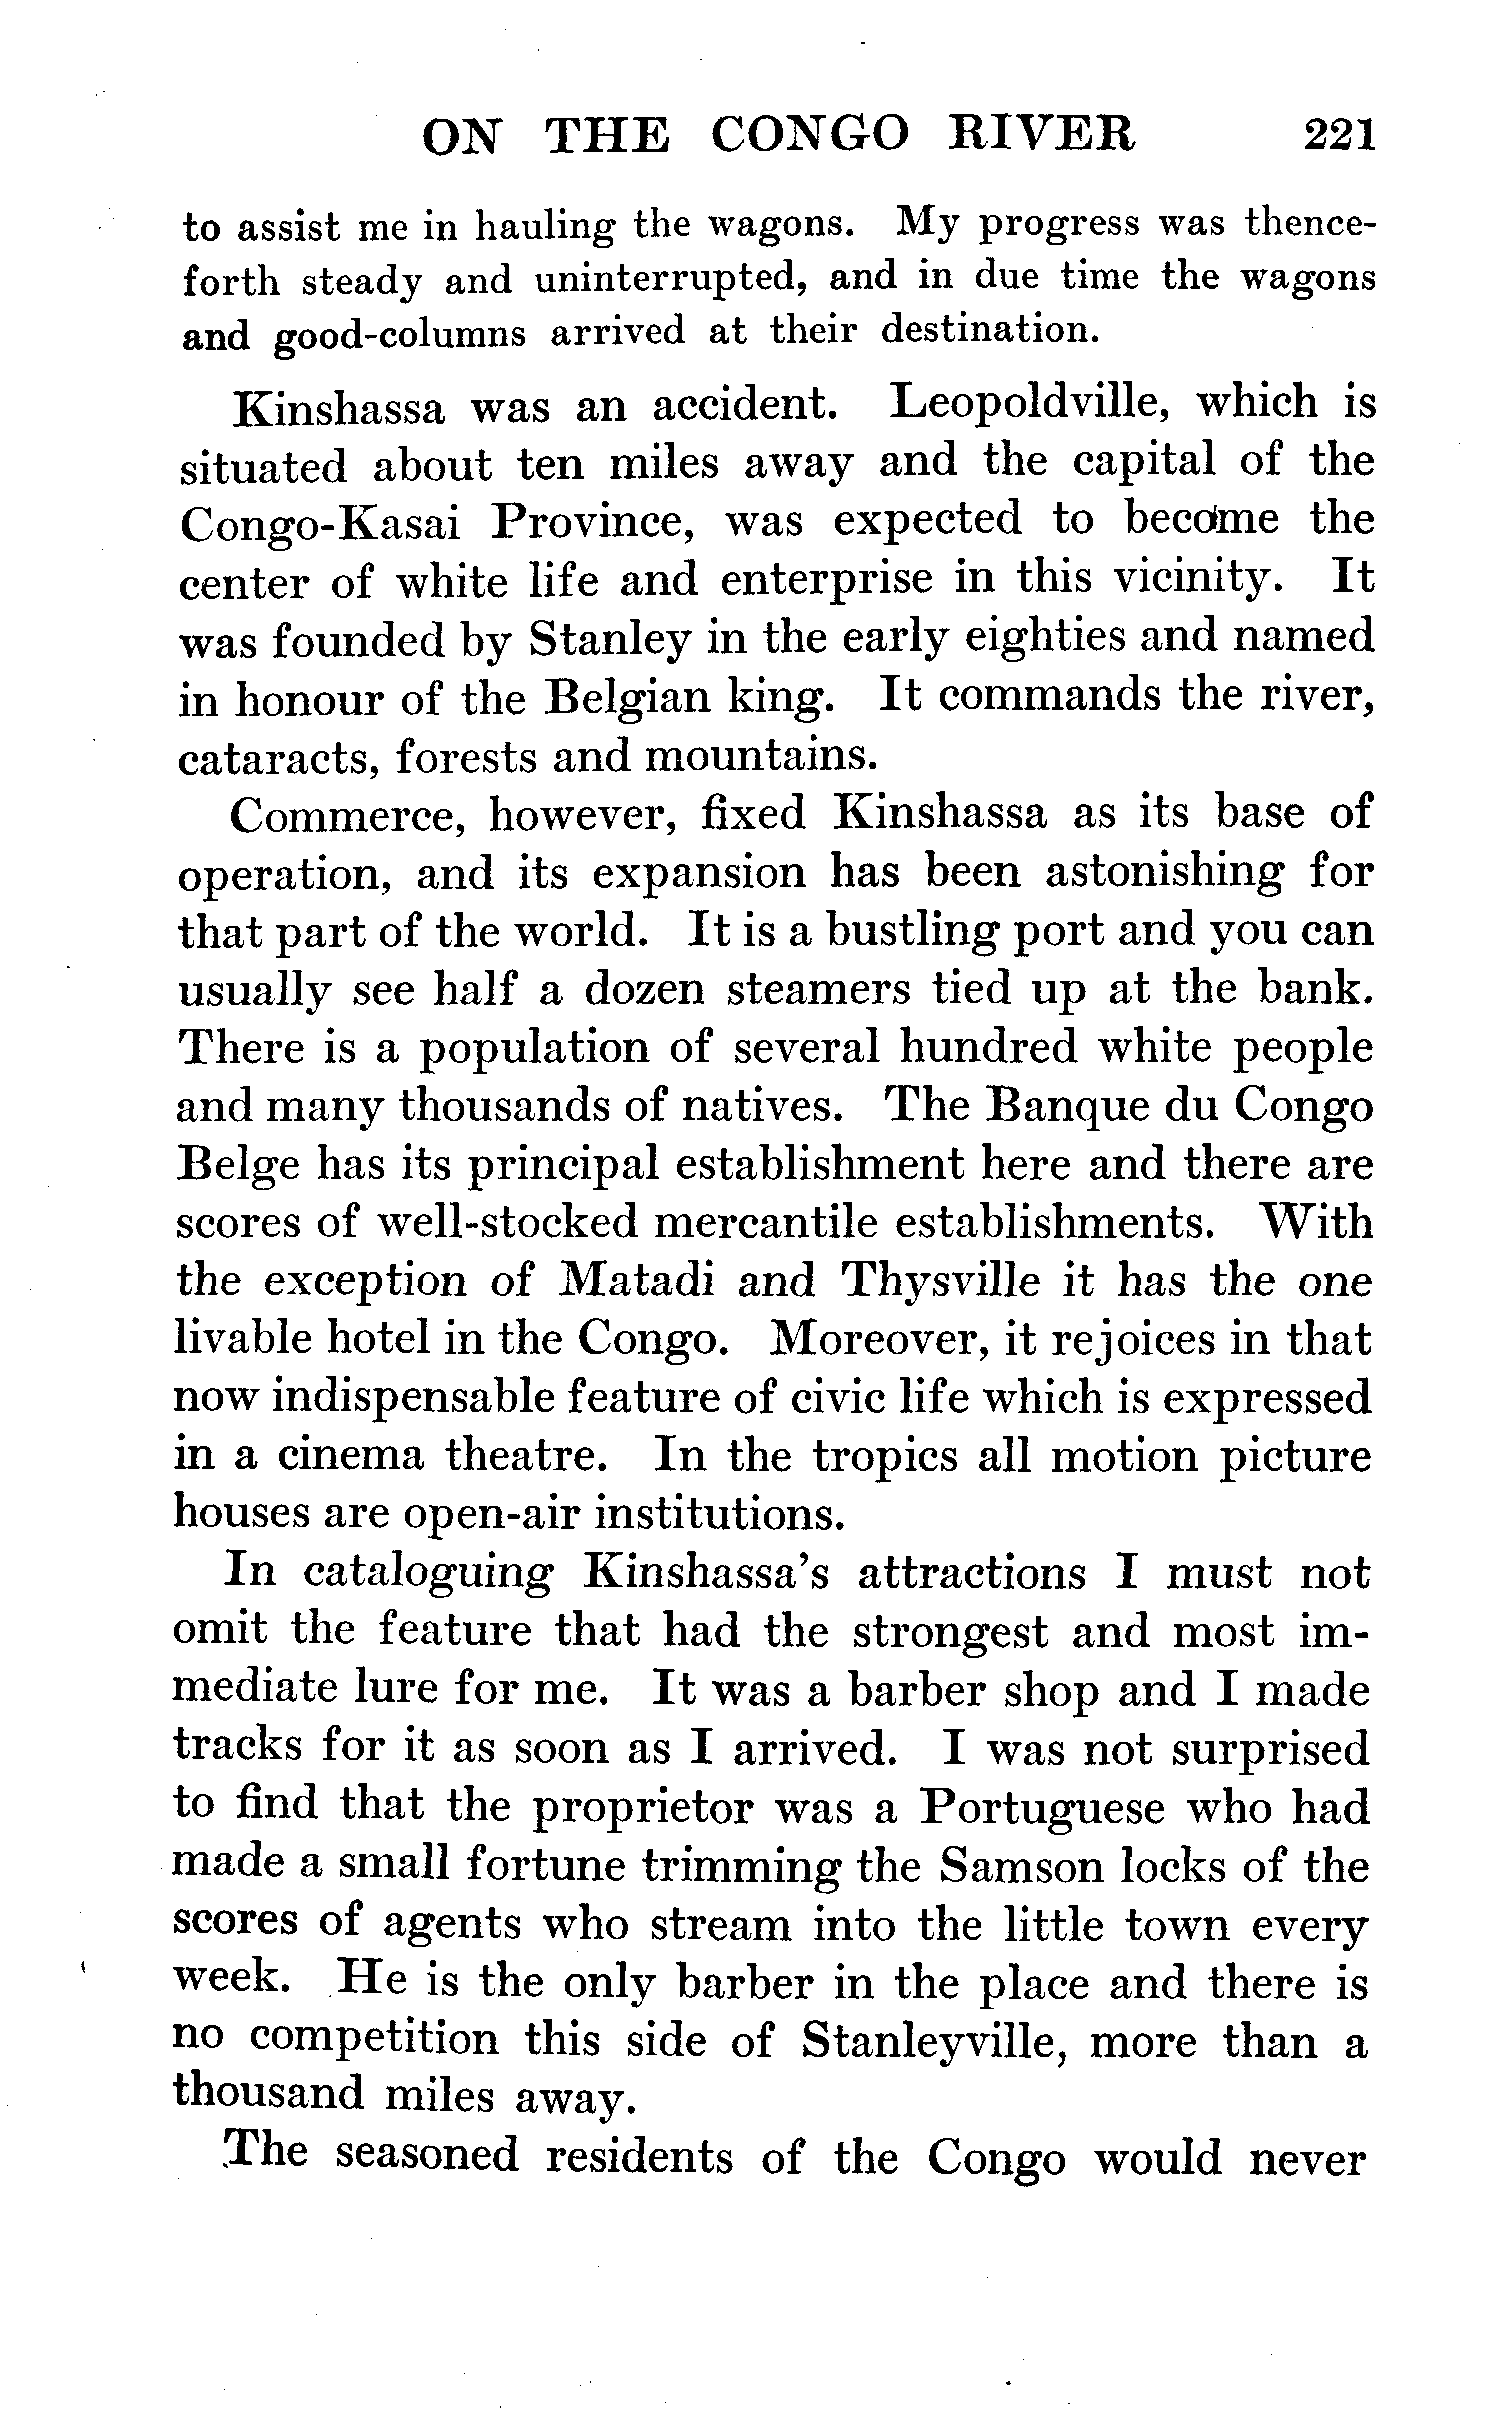 ON THE CONGO RIVER 221
to assist me in hauling the wagons. My progress was thence-
forth steady and uninterrupted, and in due time the wagons
and good-columns arrived at their destination.
Kinshassa was an accident. Leopoldville, which is
situated about ten miles away and the capital of the
Congo-Kasai Province, was expected to become the
center of white life and enterprise in this vicinity. It
was founded by Stanley in the early eighties and named
in honour of the Belgian king. It commands the river,
cataracts, forests and mountains.
Commerce, however, fixed Kinshassa as its base of
operation, and its expansion has been astonishing for
that part of the world. It is a bustling port and you can
usually see half a dozen steamers tied up at the bank.
There is a population of several hundred white people
and many thousands of natives. The Banque du Congo
Belge has its principal establishment here and there are
scores of well-stocked mercantile establishments. With
the exception of Matadi and Thysville it has the one
livable hotel in the Congo. Moreover, it rejoices in that
now indispensable feature of civic life which is expressed
in a cinema theatre. In the tropics all motion picture
houses are open-air institutions.
In cataloguing Kinshassa's attractions I must not
omit the feature that had the strongest and most im-
mediate lure for me. It was a barber shop and I made
tracks for it as soon as I arrived. I was not surprised
to find that the proprietor was a Portuguese who had
made a small fortune trimming the Samson locks of the
scores of agents who stream into the little town every
week. He is the only barber in the place and there is
no competition this side of Stanleyville, more than a
thousand miles away.
The seasoned residents of the Congo would never